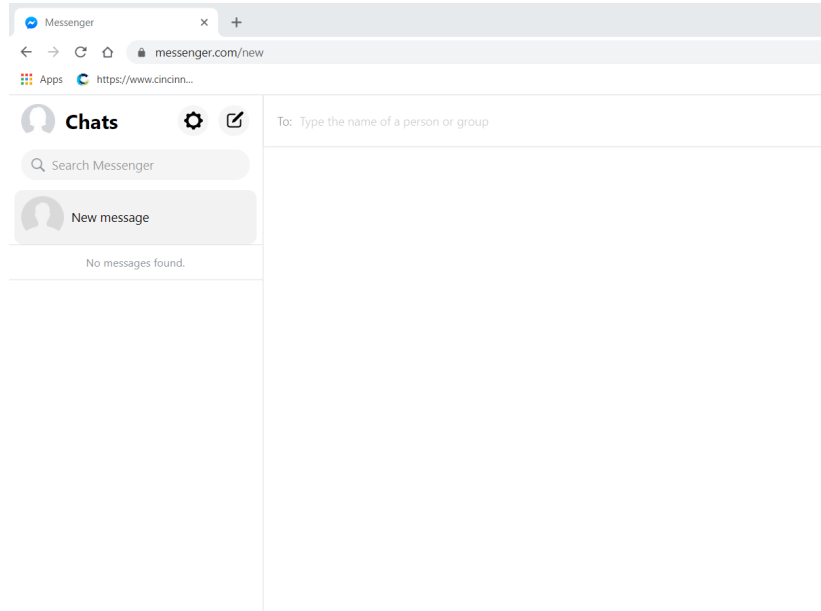 Messenger
messenger.com/new
Apps https://www.cincinn...
Chats
To: Type the name of a person or group
Search Messenger
New message
No messages found.